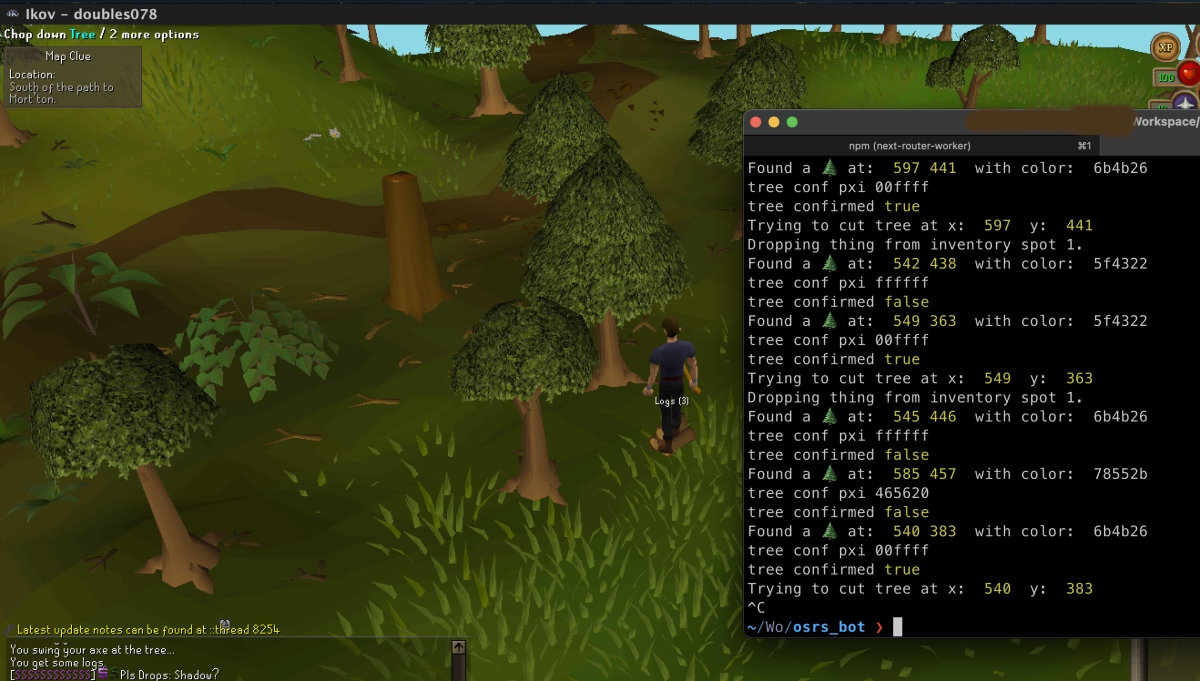 Ikov - doubles078
Chop down Tree / 2 more options
Map Clue
Location:
South of the path to
Mort'ton.
XP
100
Workspace/
npm (next-router-worker) ⌘1
Found a 🌲 at: 597 441 with color: 6b4b26
tree conf pxi 00ffff
tree confirmed true
Trying to cut tree at x: 597 y: 441
Dropping thing from inventory spot 1.
Found a 🌲 at: 542 438 with color: 5f4322
tree conf pxi ffffff
tree confirmed false
Found a 🌲 at: 549 363 with color: 5f4322
tree conf pxi 00ffff
tree confirmed true
Trying to cut tree at x: 549 y: 363
Dropping thing from inventory spot 1.
Found a 🌲 at: 545 446 with color: 6b4b26
tree conf pxi ffffff
tree confirmed false
Found a 🌲 at: 585 457 with color: 78552b
tree conf pxi 465620
tree confirmed false
Found a 🌲 at: 540 383 with color: 6b4b26
tree conf pxi 00ffff
tree confirmed true
Trying to cut tree at x: 540 y: 383
^C
~/Wo/osrs_bot ❯
Logs (3)
Latest update notes can be found at ::thread 8254
You swing your axe at the tree...
You get some logs.
Pls Drops: Shadow?